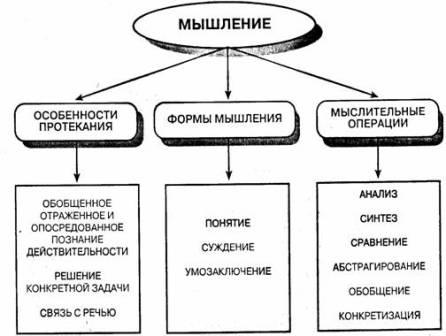 МЫШЛЕНИЕ
ОСОБЕННОСТИ
ПРОТЕКАНИЯ
ФОРМЫ МЫШЛЕНИЯ
МЫСЛИТЕЛЬНЫЕ
ОПЕРАЦИИ
ОБОБЩЕННОЕ
ОТРАЖЕННОЕ И
ОПОСРЕДОВАННОЕ
ПОЗНАНИЕ
ДЕЙСТВИТЕЛЬНОСТИ
РЕШЕНИЕ
КОНКРЕТНОЙ ЗАДАЧИ
СВЯЗЬ С РЕЧЬЮ
ПОНЯТИЕ
СУЖДЕНИЕ
УМОЗАКЛЮЧЕНИЕ
АНАЛИЗ
СИНТЕЗ
СРАВНЕНИЕ
АБСТРАГИРОВАНИЕ
ОБОБЩЕНИЕ
КОНКРЕТИЗАЦИЯ